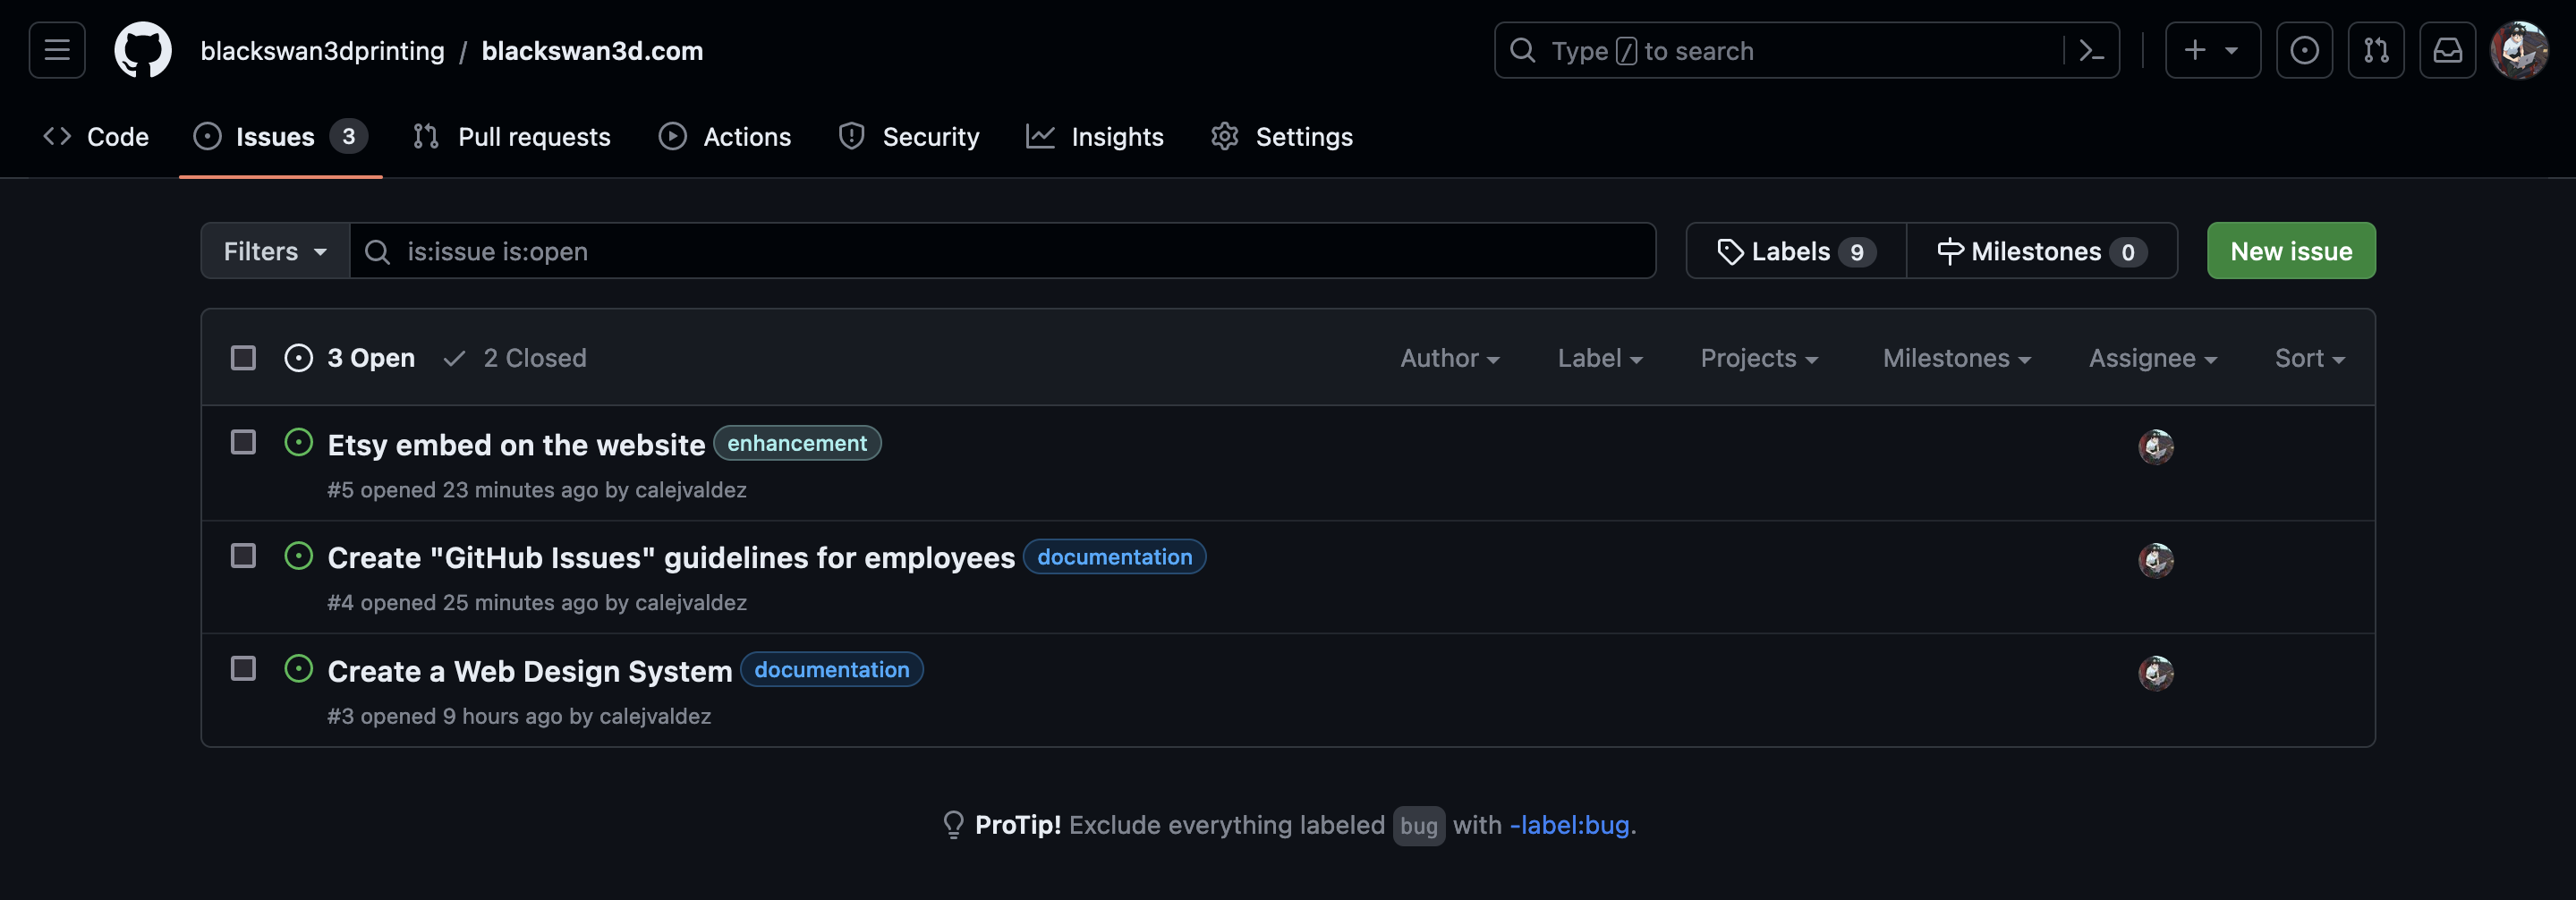 blackswan3dprinting / blackswan3d.com
Type / to search
Code
Issues 3
Pull requests
Actions
Security
Insights
Settings
Filters
is:issue is:open
Labels 9
Milestones 0
New issue
3 Open
2 Closed
Author
Label
Projects
Milestones
Assignee
Sort
Etsy embed on the website enhancement
#5 opened 23 minutes ago by calejvaldez
Create "GitHub Issues" guidelines for employees documentation
#4 opened 25 minutes ago by calejvaldez
Create a Web Design System documentation
#3 opened 9 hours ago by calejvaldez
ProTip! Exclude everything labeled bug with -label:bug.